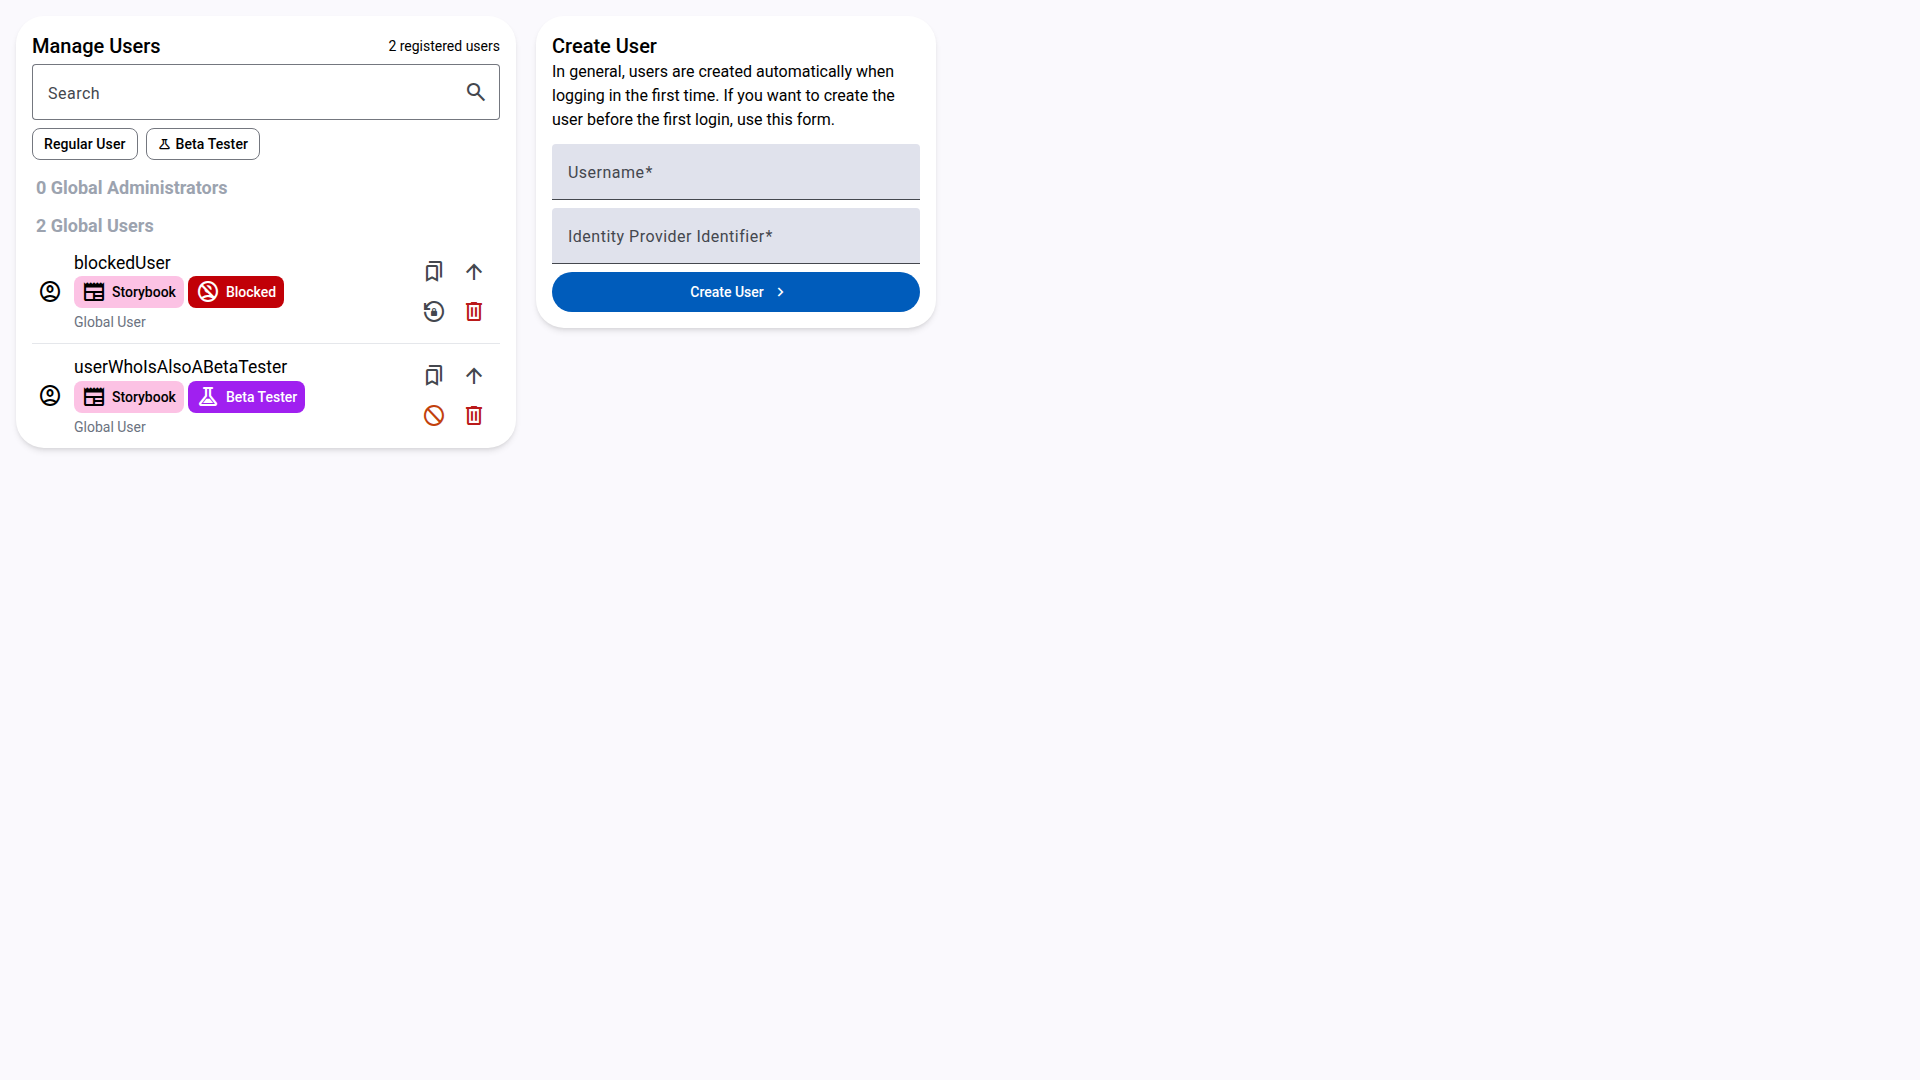 Manage Users
2 registered users
Search
Regular User
Beta Tester
0 Global Administrators
2 Global Users
blockedUser
Storybook
Blocked
Global User
userWhoIsAlsoABetaTester
Storybook
Beta Tester
Global User
Create User
In general, users are created automatically when
logging in the first time. If you want to create the
user before the first login, use this form.
Username*
Identity Provider Identifier*
Create User